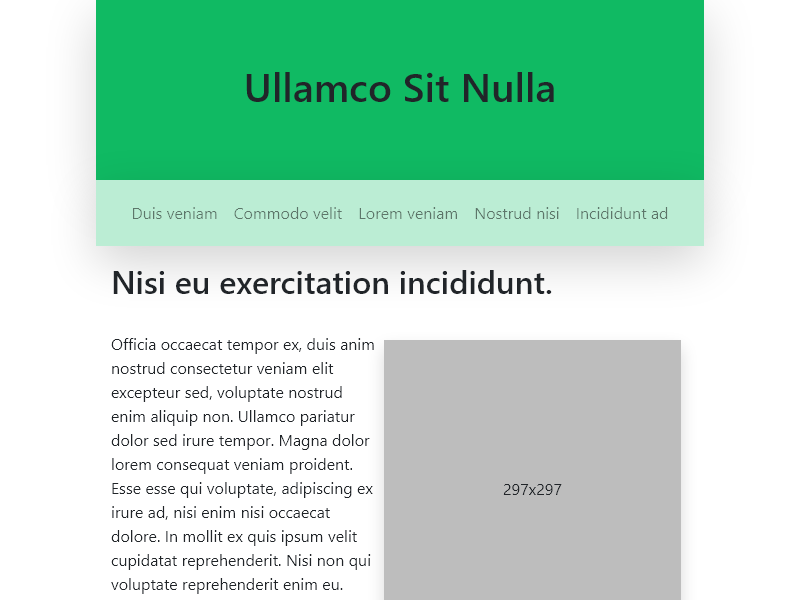 Ullamco Sit Nulla
Duis veniam Commodo velit Lorem veniam Nostrud nisi Incididunt ad
Nisi eu exercitation incididunt.
Officia occaecat tempor ex, duis anim
nostrud consectetur veniam elit
excepteur sed, voluptate nostrud
enim aliquip non. Ullamco pariatur
dolor sed irure tempor. Magna dolor
lorem consequat veniam proident.
Esse esse qui voluptate, adipiscing ex
irure ad, nisi enim nisi occaecat
dolore. In mollit ex quis ipsum velit
cupidatat reprehenderit. Nisi non qui
voluptate reprehenderit enim eu.
297x297